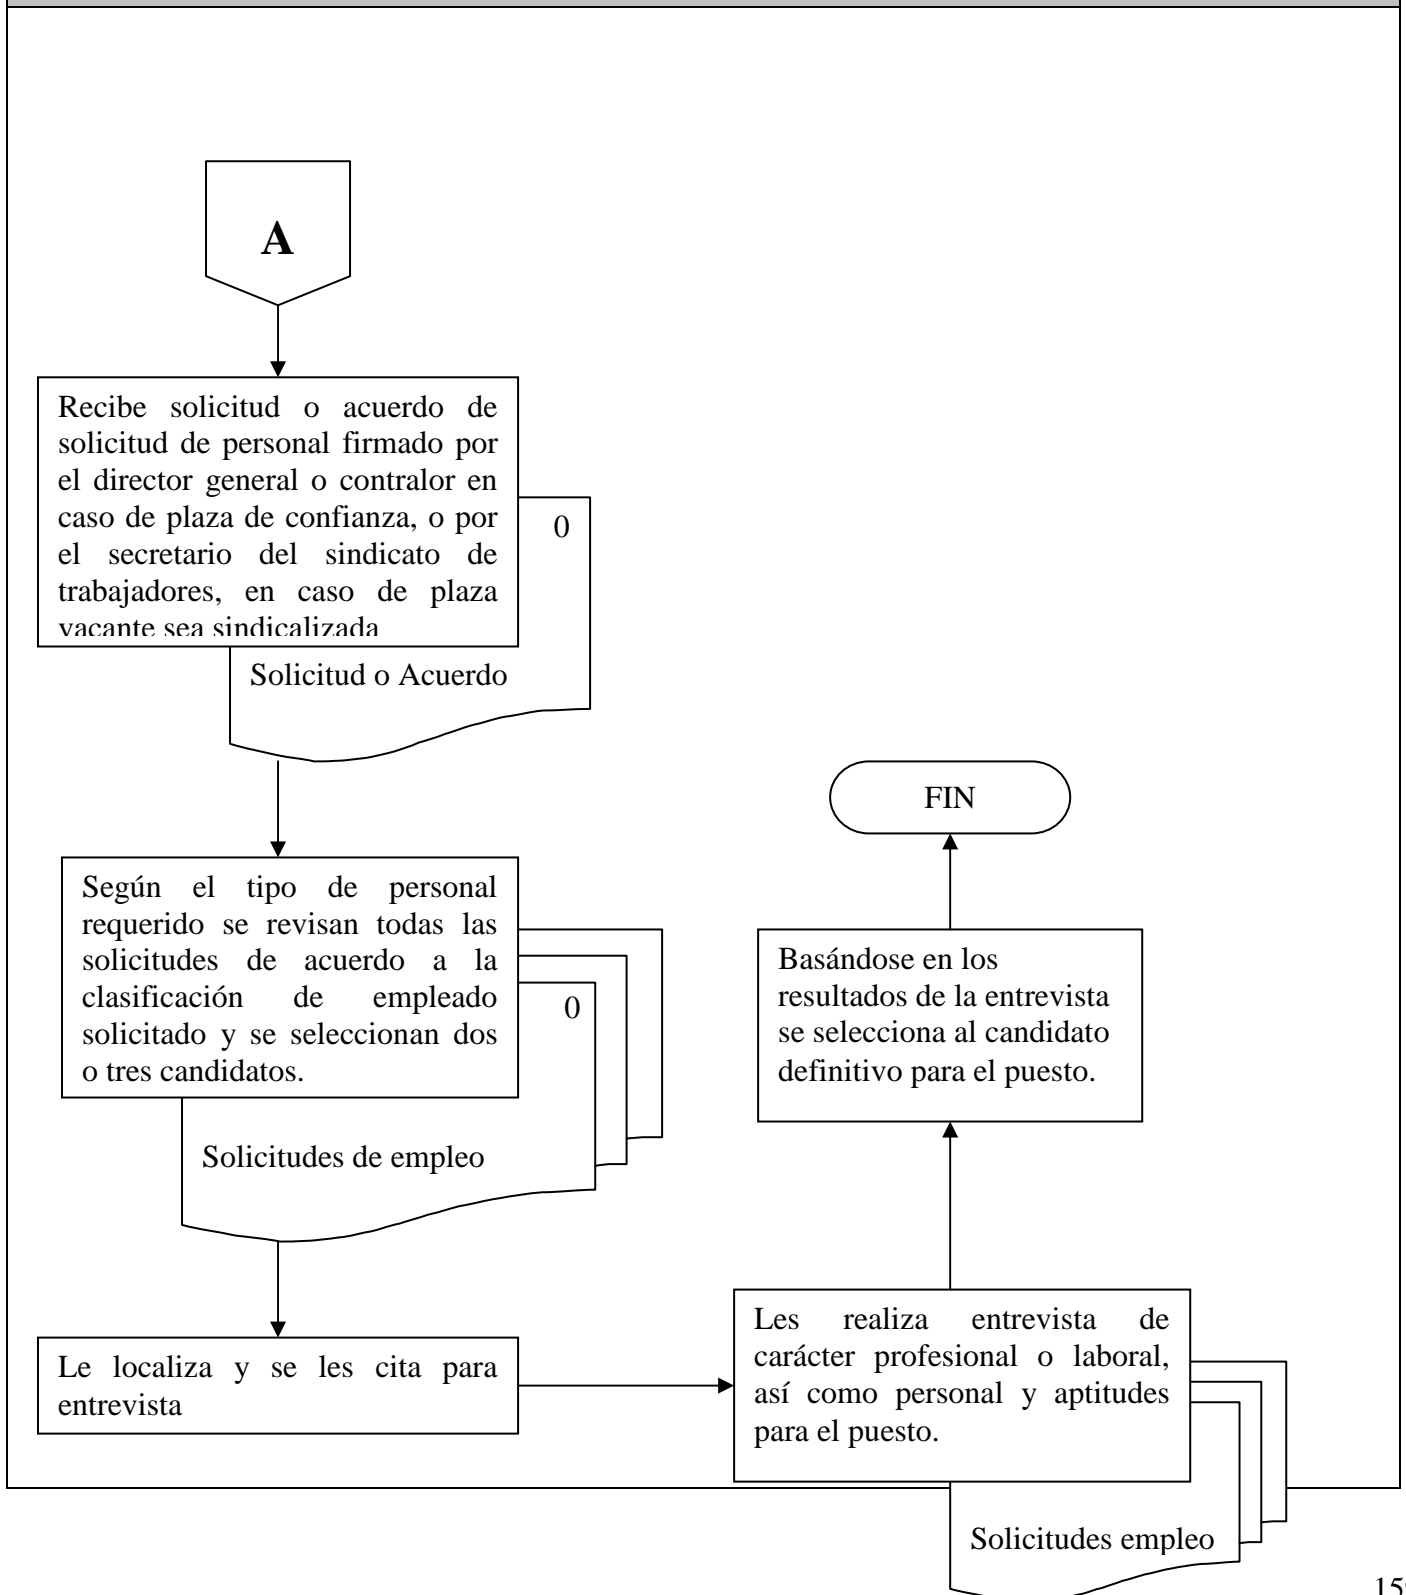 A
Recibe solicitud o acuerdo de
solicitud de personal firmado por
el director general o contralor en
caso de plaza de confianza, o por
el secretario del sindicato de
trabajadores, en caso de plaza
vacante sea sindicalizada
0
Solicitud o Acuerdo
Según el tipo de personal
requerido se revisan todas las
solicitudes de acuerdo a la
clasificación de empleado
solicitado y se seleccionan dos
o tres candidatos.
0
Solicitudes de empleo
Le localiza y se les cita para
entrevista
Les realiza entrevista de
carácter profesional o laboral,
así como personal y aptitudes
para el puesto.
Solicitudes empleo
Basándose en los
resultados de la entrevista
se selecciona al candidato
definitivo para el puesto.
FIN